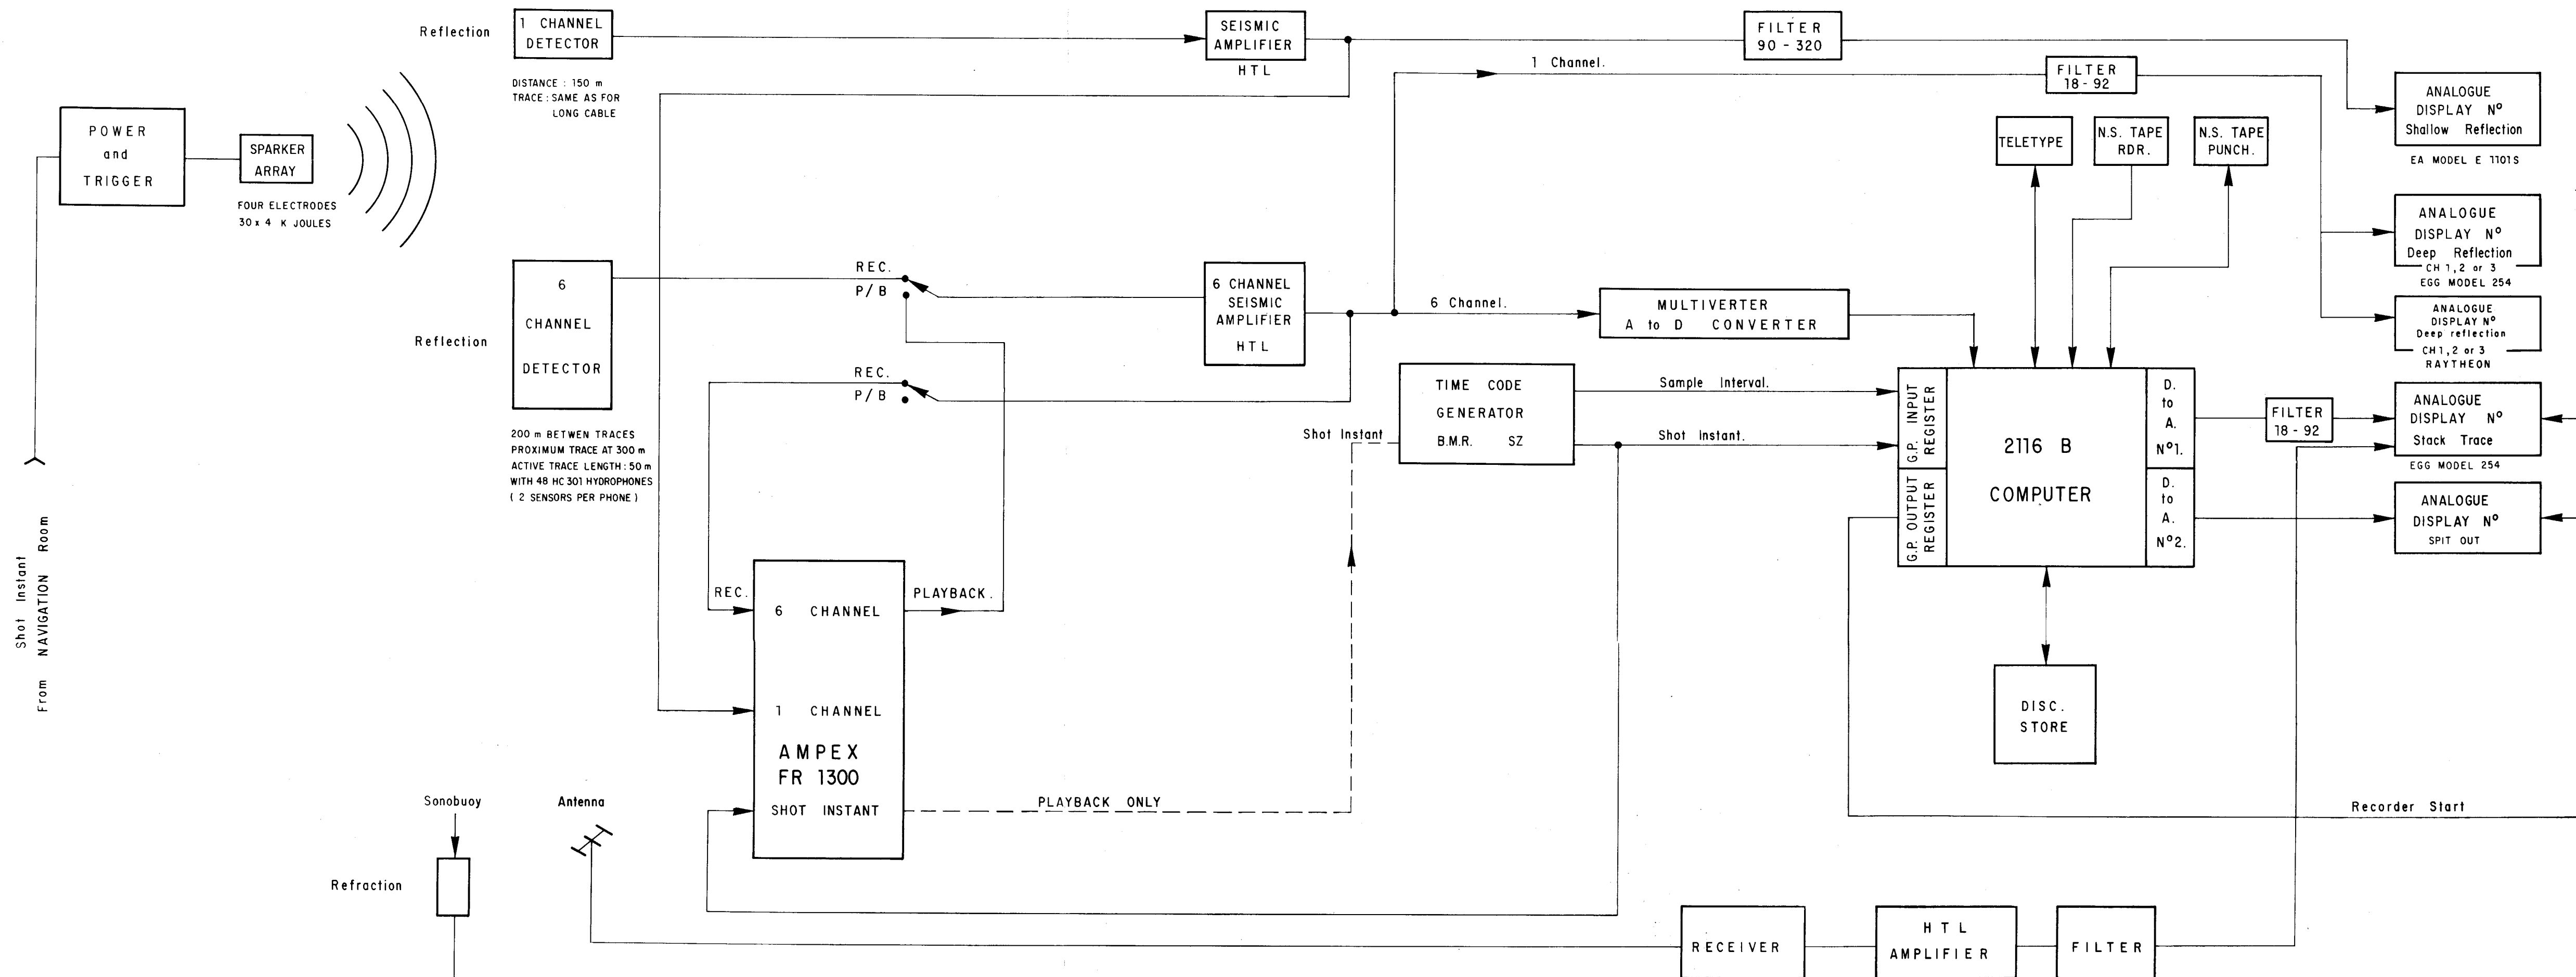 Reflection
1 CHANNEL
DETECTOR
DISTANCE : 150 m
TRACE : SAME AS FOR
LONG CABLE
SEISMIC
AMPLIFIER
HTL
FILTER
90 - 320
1 Channel.
FILTER
18 - 92
ANALOGUE
DISPLAY Nº
Shallow Reflection
EA MODEL E 1101S
POWER
and
TRIGGER
SPARKER
ARRAY
FOUR ELECTRODES
30 x 4 K JOULES
TELETYPE
N.S. TAPE
RDR.
N.S. TAPE
PUNCH.
ANALOGUE
DISPLAY Nº
Deep Reflection
CH 1, 2 or 3
EGG MODEL 254
Reflection
6
CHANNEL
DETECTOR
200 m BETWEN TRACES
PROXIMUM TRACE AT 300 m
ACTIVE TRACE LENGTH : 50 m
WITH 48 HC 301 HYDROPHONES
( 2 SENSORS PER PHONE )
REC.
P/B
REC.
P/B
6 CHANNEL
SEISMIC
AMPLIFIER
HTL
6 Channel.
MULTIVERTER
A to D CONVERTER
ANALOGUE
DISPLAY Nº
Deep reflection
CH 1, 2 or 3
RAYTHEON
TIME CODE
GENERATOR
B.M.R. SZ
Shot Instant
Sample Interval.
Shot Instant.
G.P. INPUT
REGISTER
G.P. OUTPUT
REGISTER
2116 B
COMPUTER
D.
to
A.
Nº1.
D.
to
A.
Nº2.
FILTER
18 - 92
ANALOGUE
DISPLAY Nº
Stack Trace
EGG MODEL 254
ANALOGUE
DISPLAY Nº
SPIT OUT
Shot Instant
From NAVIGATION Room
REC.
6 CHANNEL
PLAYBACK.
1 CHANNEL
AMPEX
FR 1300
SHOT INSTANT
PLAYBACK ONLY
DISC.
STORE
Recorder Start
Sonobuoy
Antenna
Refraction
RECEIVER
HTL
AMPLIFIER
FILTER